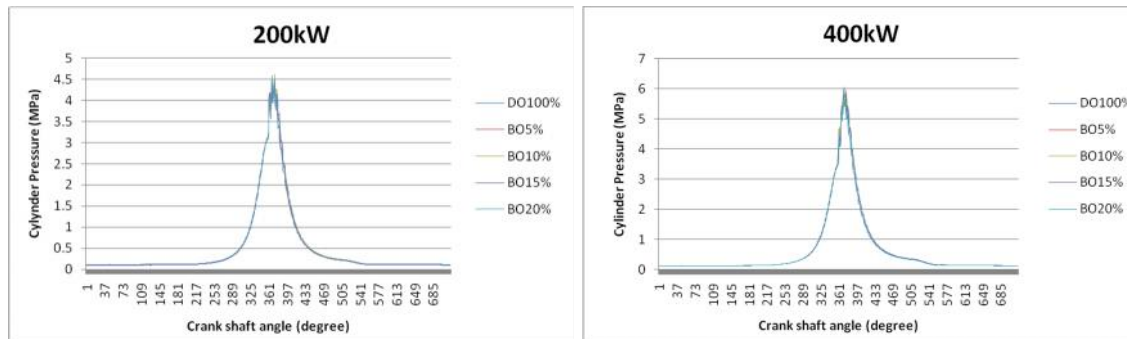 200kW
Cylynder Pressure (MPa)
5
4.5
4
3.5
3
2.5
2
1.5
1
0.5
0
1 37 73 109 145 181 217 253 289 325 361 397 433 469 505 541 577 613 649 685
Crank shaft angle (degree)
DO100%
BO5%
BO10%
BO15%
BO20%
400kW
Cylinder Pressure (MPa)
7
6
5
4
3
2
1
0
1 37 73 109 145 181 217 253 289 325 361 397 433 469 505 541 577 613 649 685
Crank shaft angle (degree)
DO100%
BO5%
BO10%
BO15%
BO20%